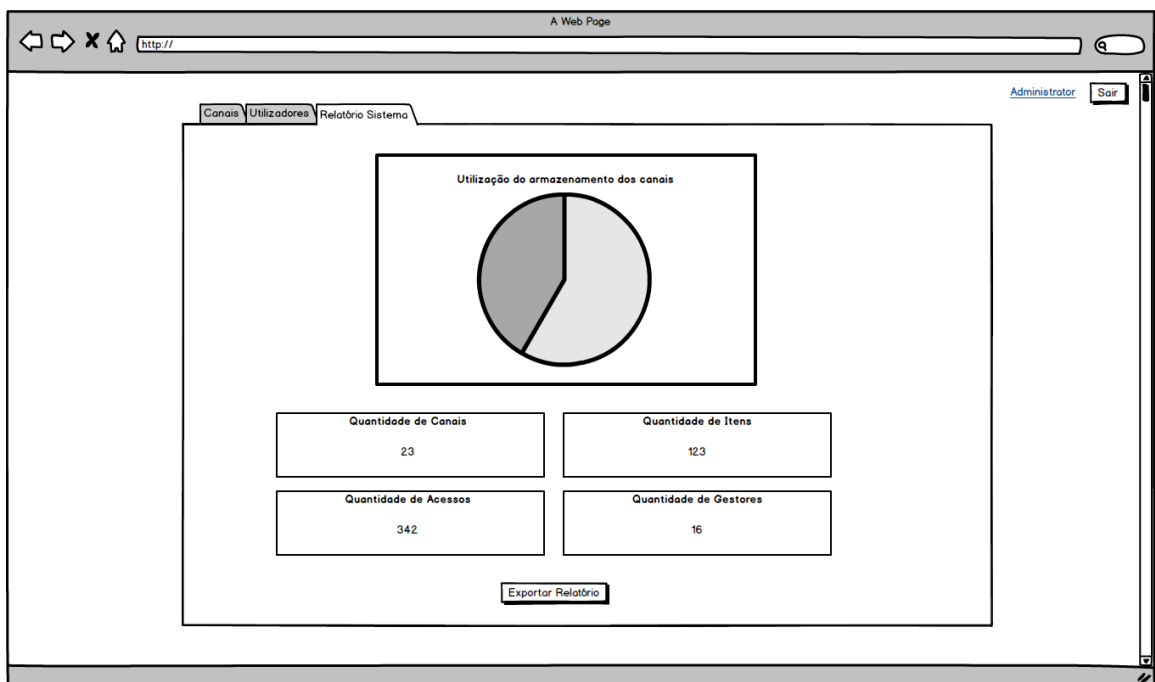 A Web Page
http://
Administrator Sair
Canais Utilizadores Relatório Sistema
Utilização do armazenamento dos canais
Quantidade de Canais
23
Quantidade de Itens
123
Quantidade de Acessos
342
Quantidade de Gestores
16
Exportar Relatório